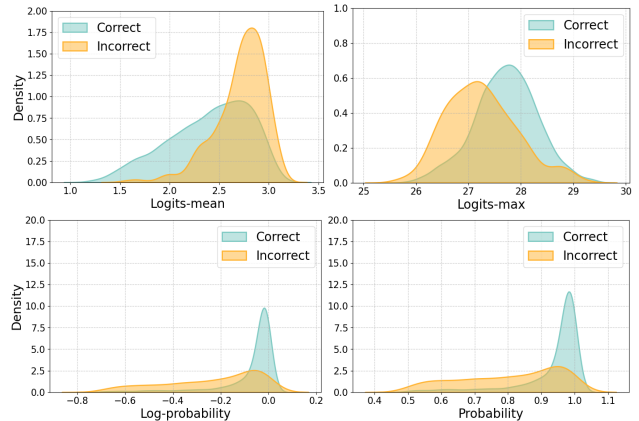 2.00
1.75
1.50
1.25
1.00
0.75
0.50
0.25
0.00
Density
Correct
Incorrect
1.0 1.5 2.0 2.5 3.0 3.5
Logits-mean
1.0
0.8
0.6
0.4
0.2
0.0
Correct
Incorrect
25 26 27 28 29 30
Logits-max
20.0
17.5
15.0
12.5
10.0
7.5
5.0
2.5
0.0
Density
Correct
Incorrect
−0.8 −0.6 −0.4 −0.2 0.0 0.2
Log-probability
20.0
17.5
15.0
12.5
10.0
7.5
5.0
2.5
0.0
Correct
Incorrect
0.4 0.5 0.6 0.7 0.8 0.9 1.0 1.1
Probability